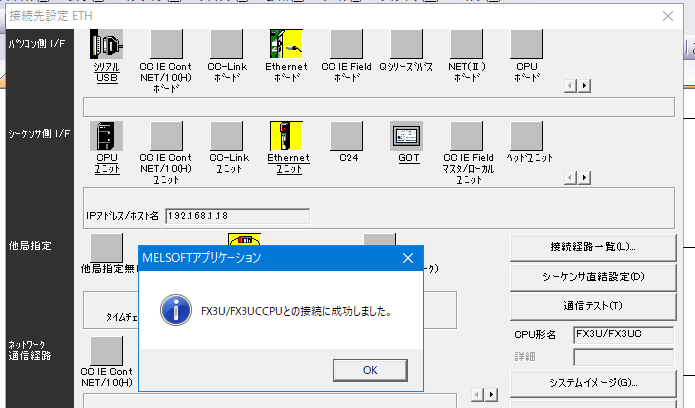 接続先設定 ETH
パソコン側 I/F
シリアル
USB
CC IE Cont
NET/10(H)
ボード
CC-Link
ボード
Ethernet
ボード
CC IE Field
ボード
Qシリーズバス
NET(Ⅱ)
ボード
CPU
ボード
シーケンサ側 I/F
CPU
ユニット
CC IE Cont
NET/10(H)
ユニット
CC-Link
ユニット
Ethernet
ユニット
C24
GOT
CC IE Field
マスタ/ローカル
ユニット
ヘッドユニット
IPアドレス/ホスト名
192.168.1.18
他局指定
他局指定無
ク)
タイムチェ
接続経路一覧(L)...
シーケンサ直結設定(D)
通信テスト(T)
CPU形名
FX3U/FX3UC
詳細
システムイメージ(G)...
MELSOFTアプリケーション
FX3U/FX3UCCPUとの接続に成功しました。
OK
ネットワーク
通信経路
CC IE Cont
NET/10(H)